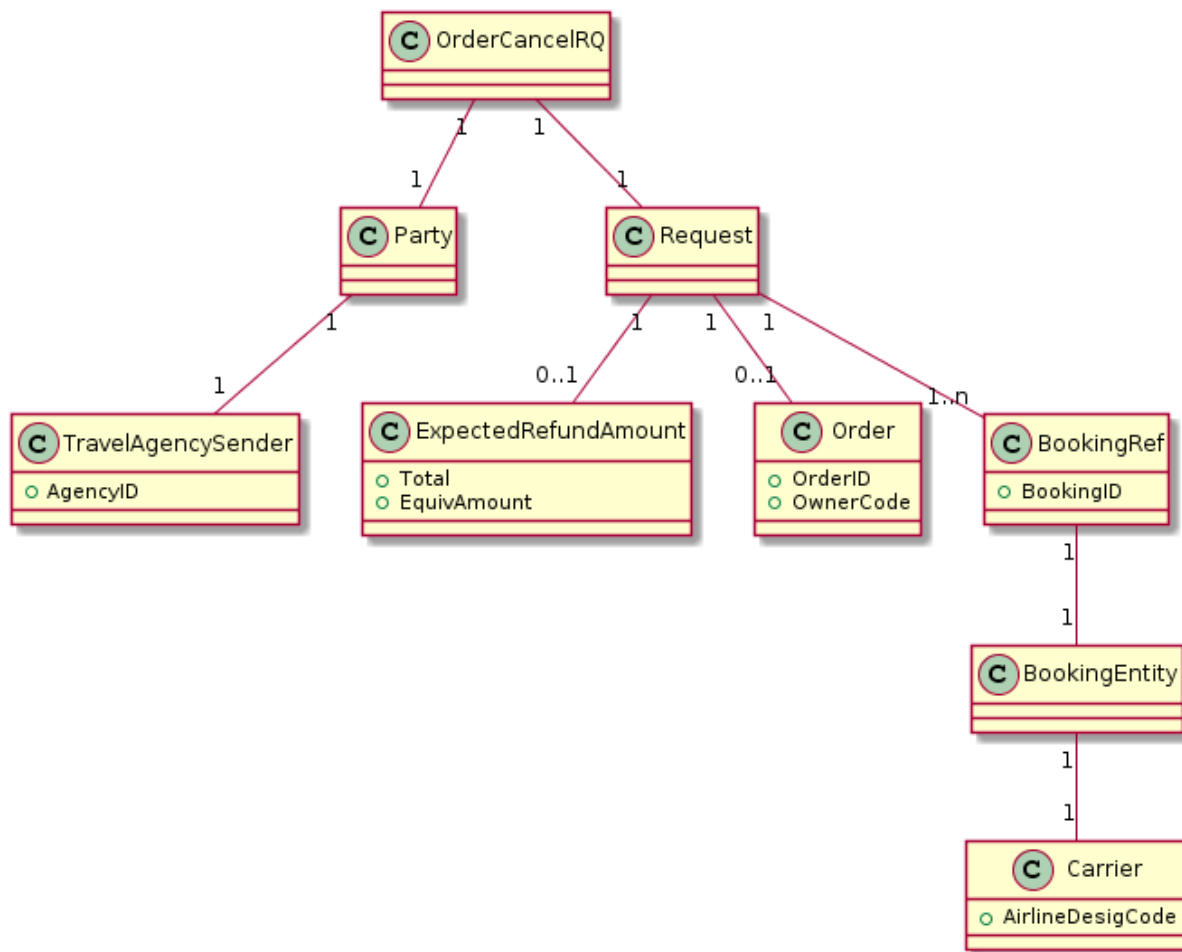 C OrderCancelRQ
1 1
1 1
C Party
C Request
1 1 1 1
1 0..1 0..1 1..n
C TravelAgencySender
AgencyID
C ExpectedRefundAmount
Total
EquivAmount
C Order
OrderID
OwnerCode
C BookingRef
BookingID
1
1
C BookingEntity
1
1
C Carrier
AirlineDesigCode